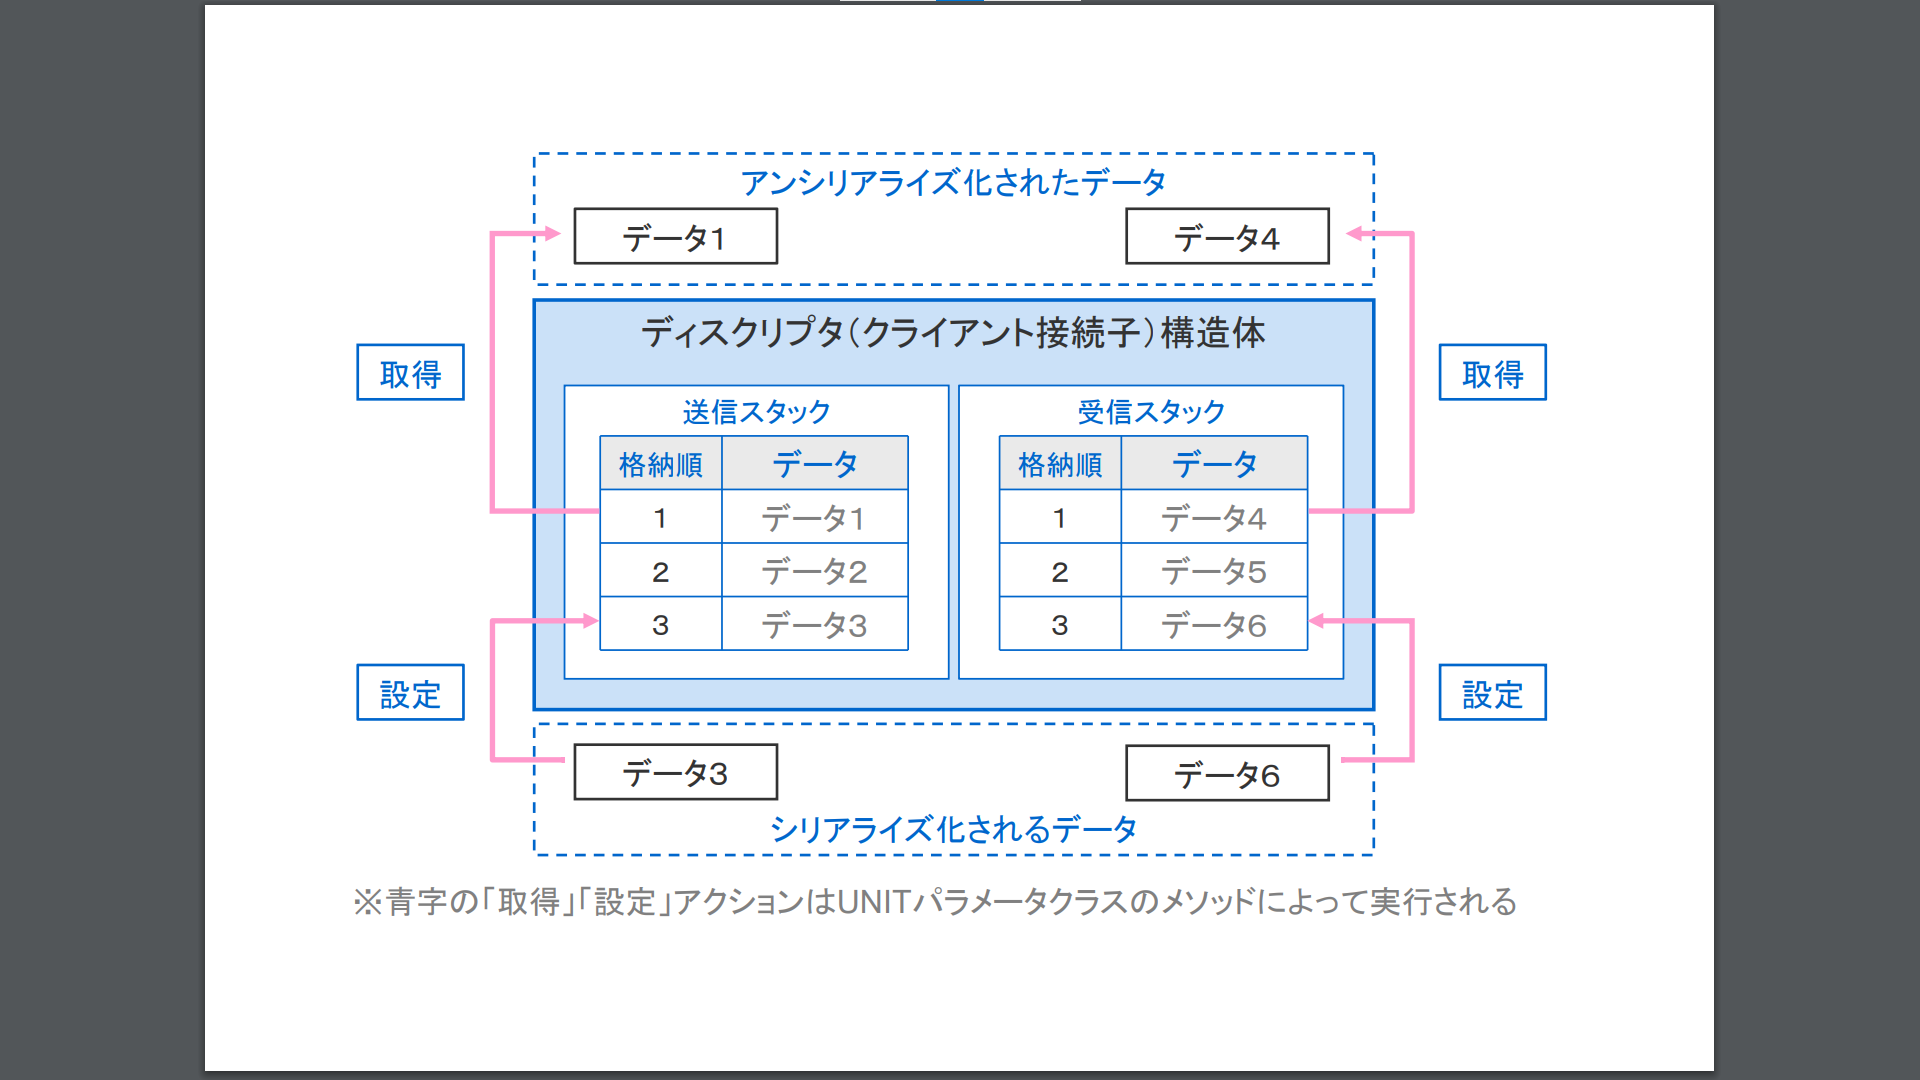 アンシリアライズ化されたデータ
データ1
データ4
ディスクリプタ(クライアント接続子)構造体
取得
取得
送信スタック
受信スタック
格納順 データ
1 データ1
2 データ2
3 データ3
格納順 データ
1 データ4
2 データ5
3 データ6
設定
設定
データ3
データ6
シリアライズ化されるデータ
※青字の「取得」「設定」アクションはUNITパラメータクラスのメソッドによって実行される